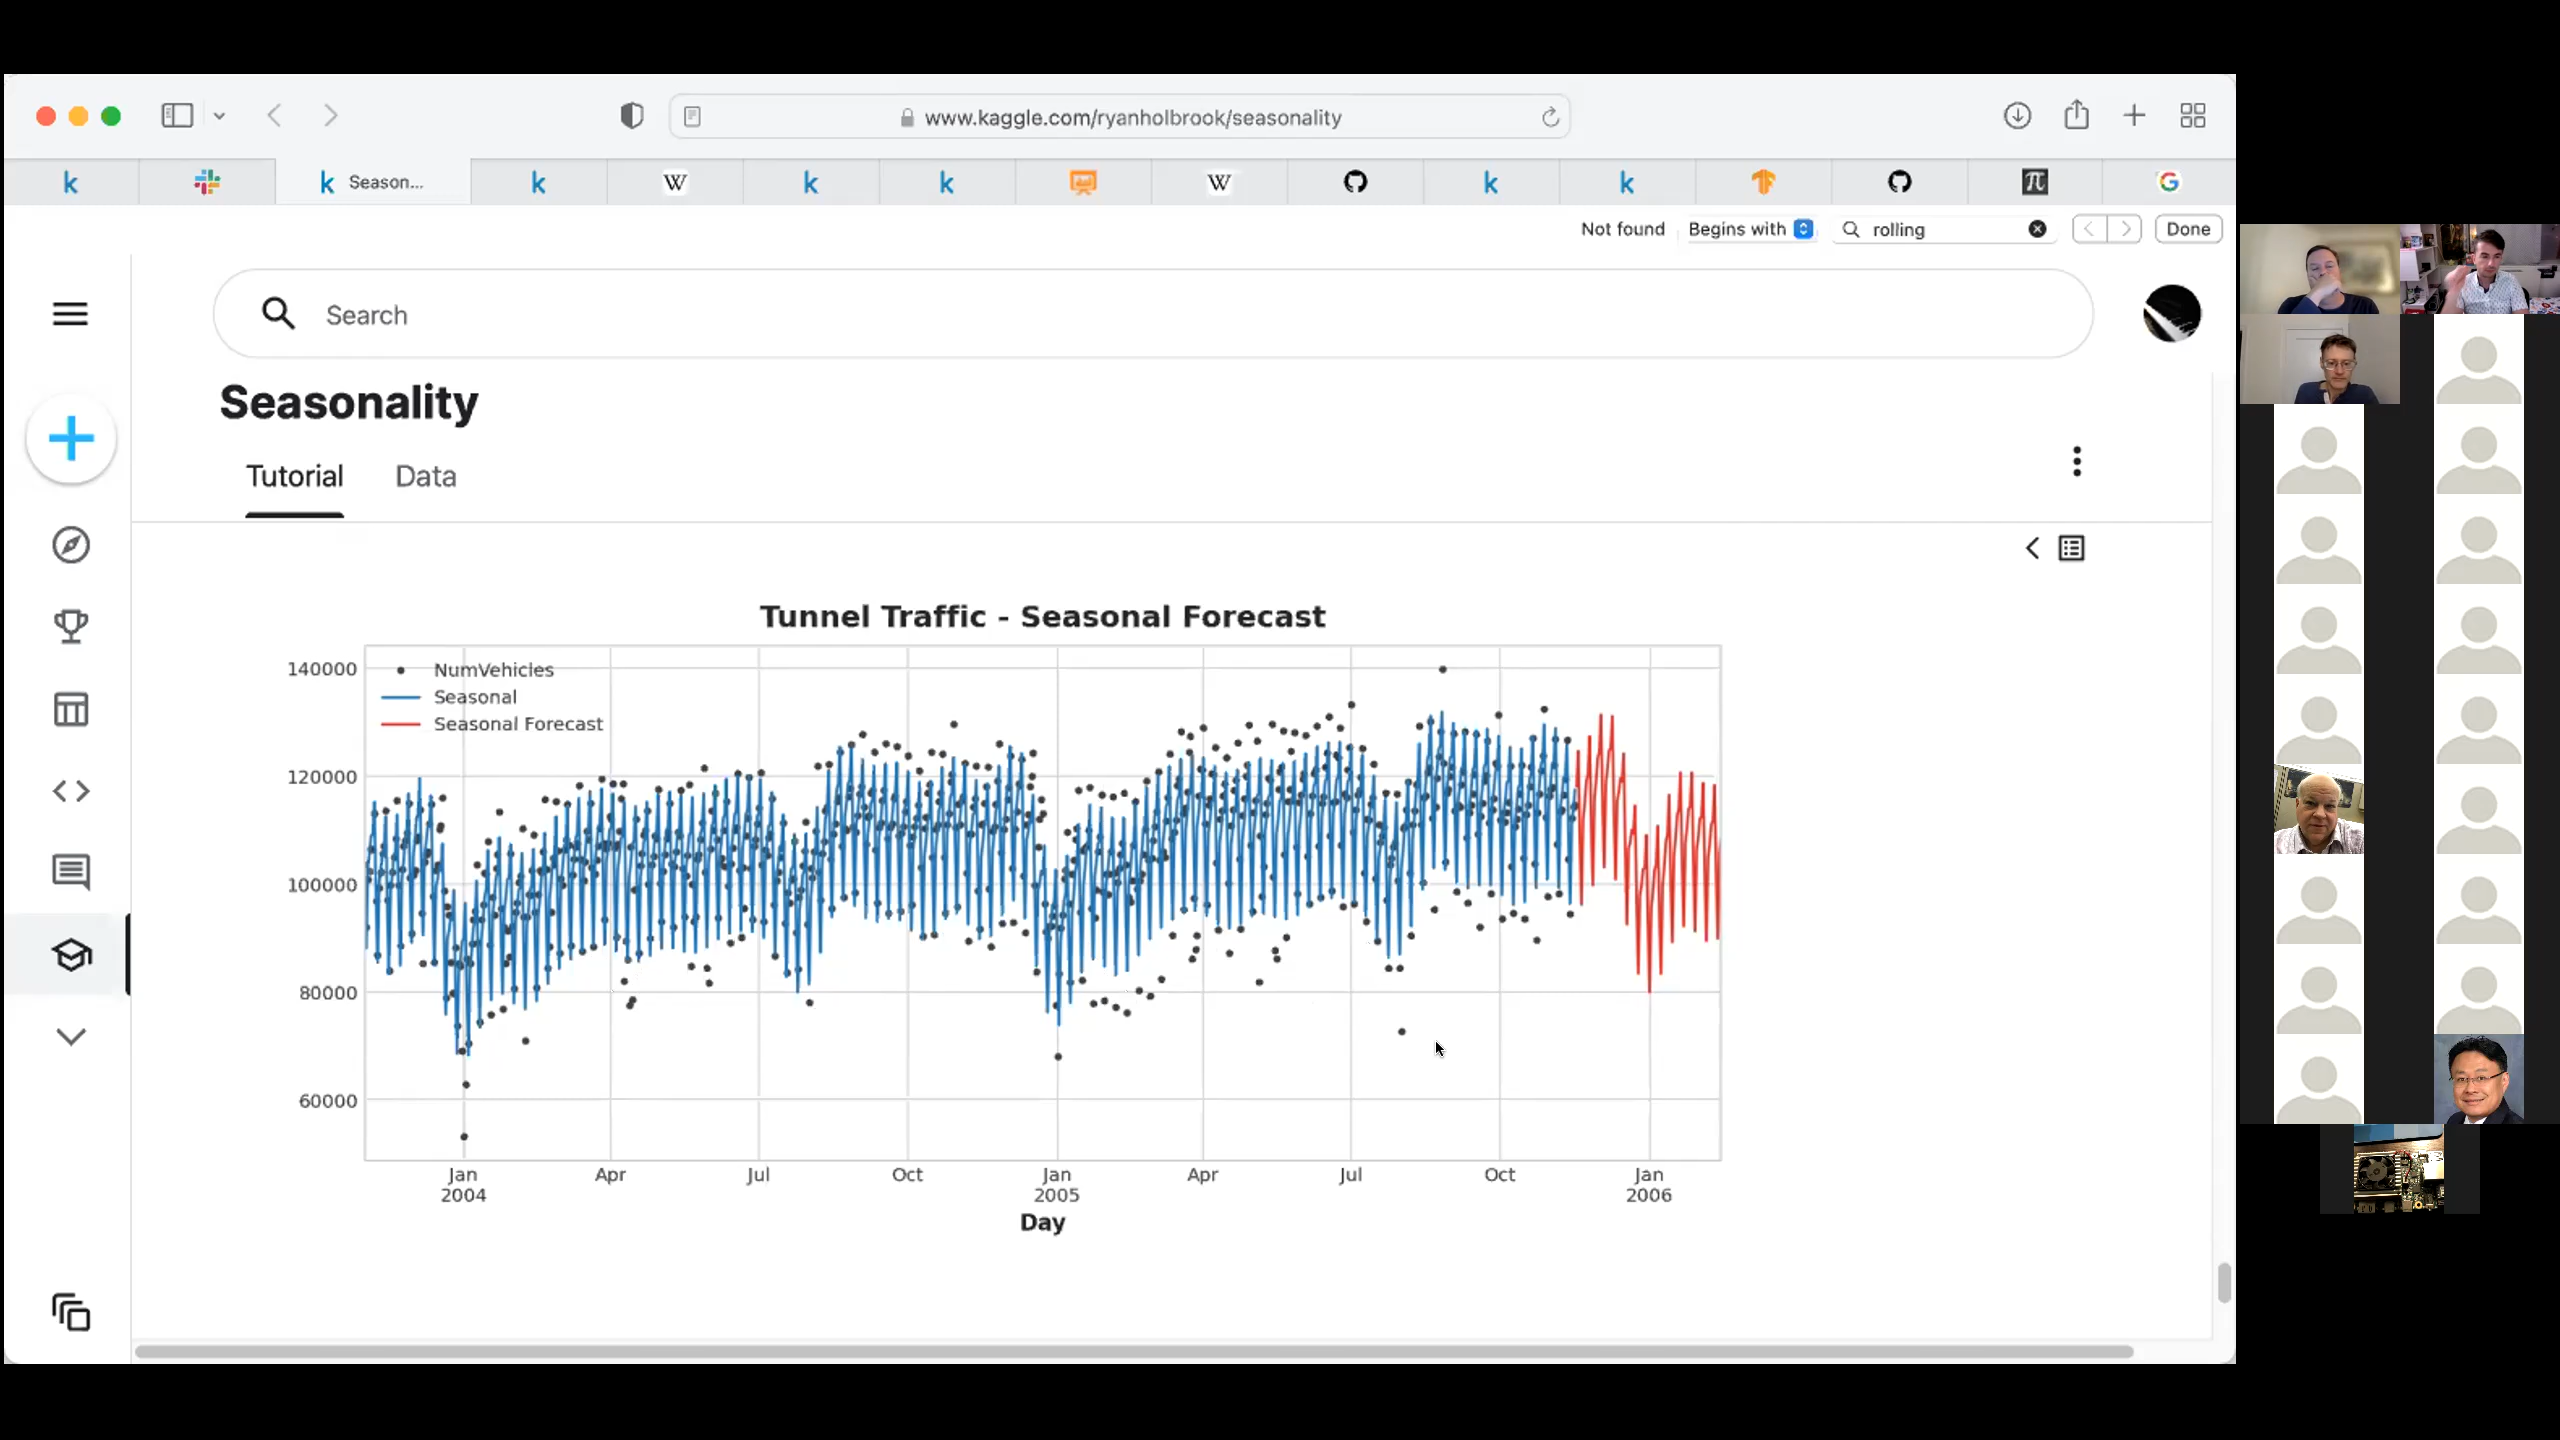 www.kaggle.com/ryanholbrook/seasonality
k k Season... k W k k W k k π G
Not found Begins with rolling Done
Search
Seasonality
Tutorial Data
Tunnel Traffic - Seasonal Forecast
NumVehicles
Seasonal
Seasonal Forecast
140000
120000
100000
80000
60000
Jan Apr Jul Oct Jan Apr Jul Oct Jan
2004 2005 2006
Day